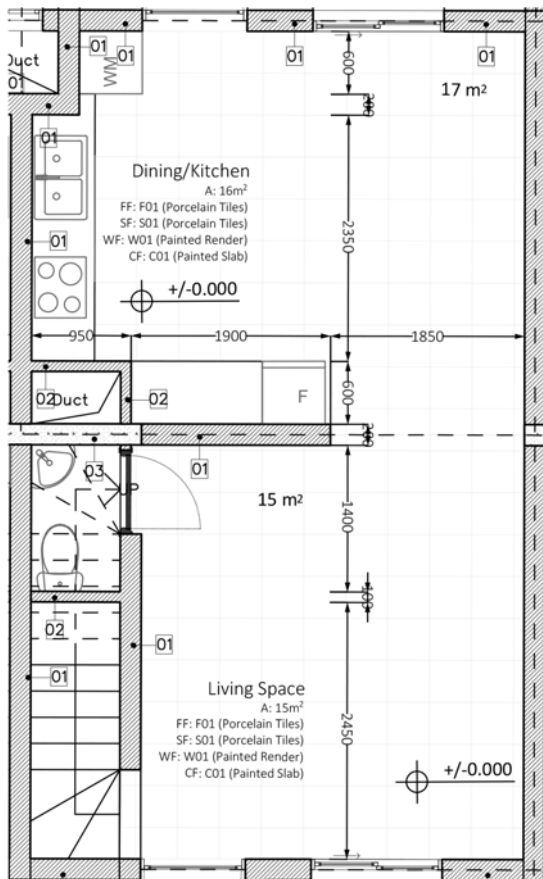 01
01
01
01
Duct
01
WM
600
17 m²
200
01
Dining/Kitchen
A: 16m²
FF: F01 (Porcelain Tiles)
SF: S01 (Porcelain Tiles)
WF: W01 (Painted Render)
CF: C01 (Painted Slab)
01
2350
+/-0.000
950
1900
1850
02
Duct
02
F
600
03
01
200
15 m²
1400
100
02
01
01
Living Space
A: 15m²
FF: F01 (Porcelain Tiles)
SF: S01 (Porcelain Tiles)
WF: W01 (Painted Render)
CF: C01 (Painted Slab)
2450
+/-0.000